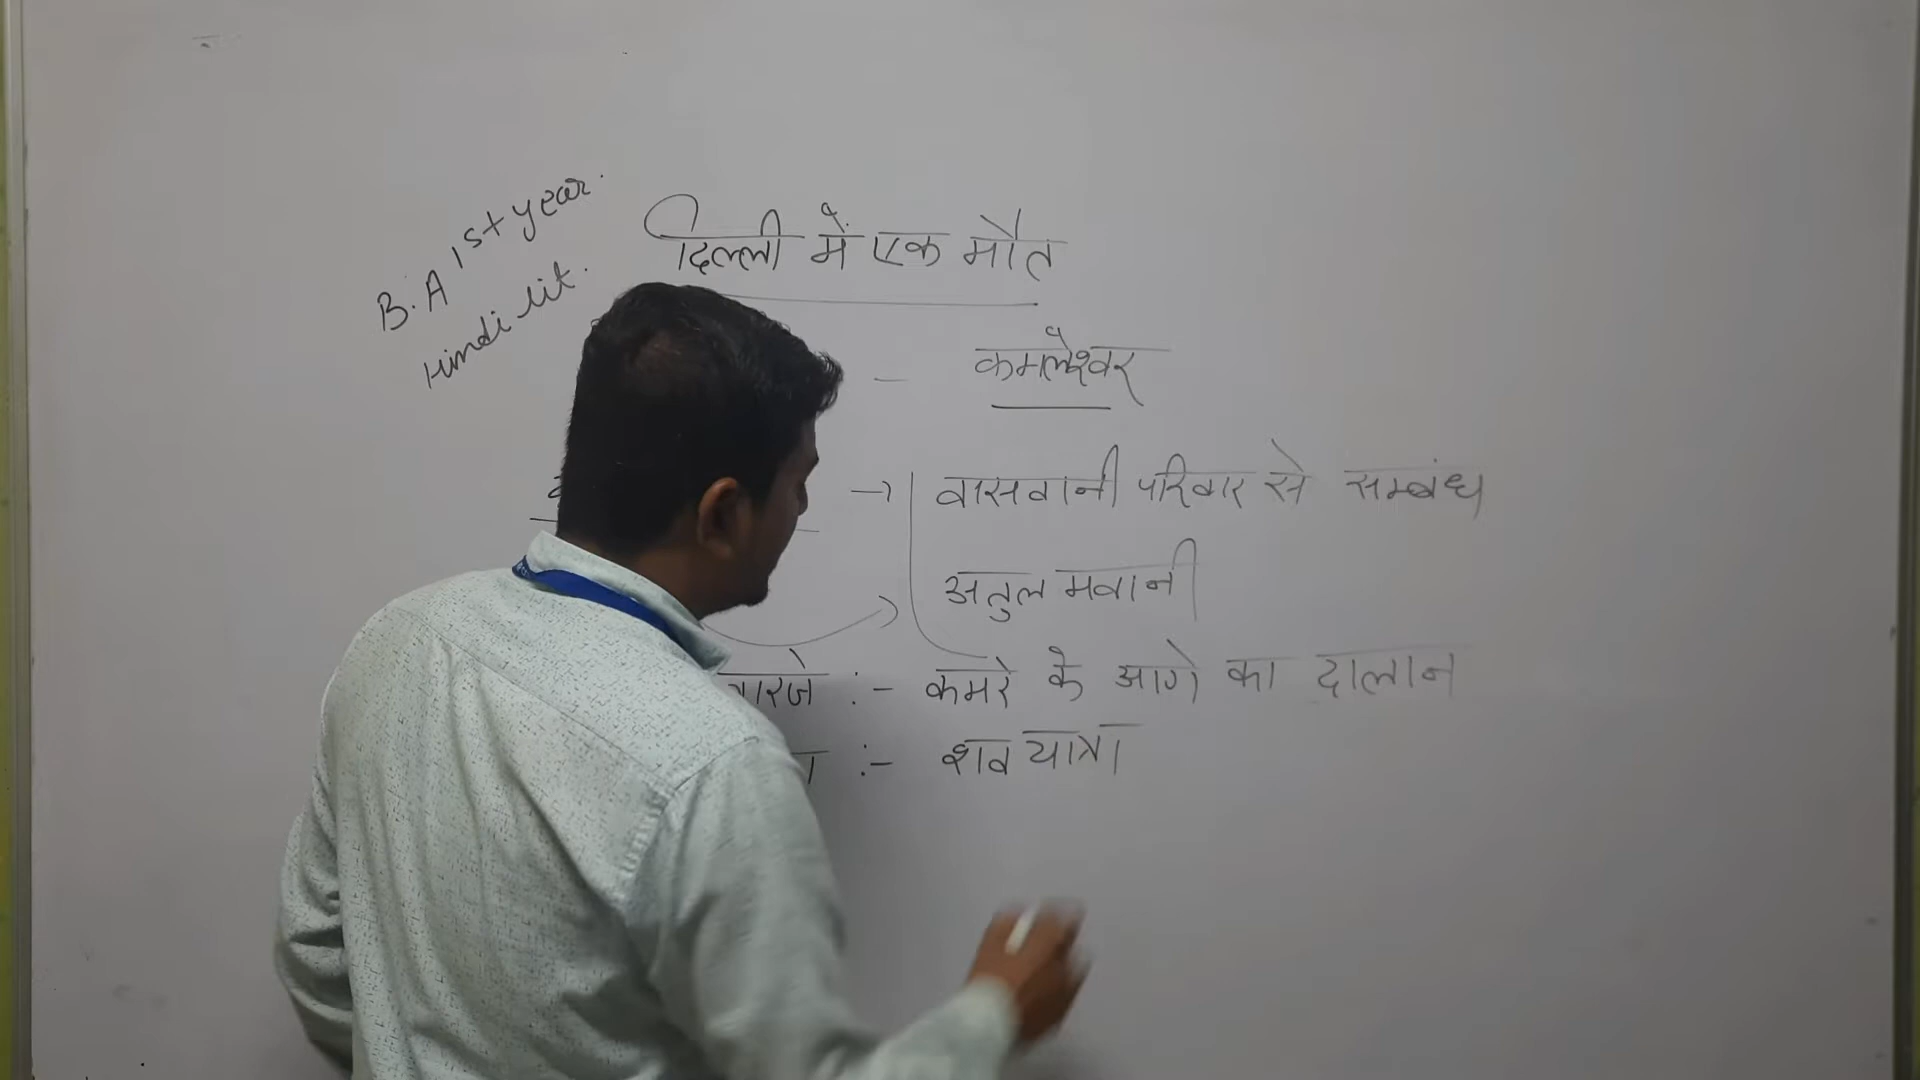 B.A 1st year.
Hindi lit.
दिल्ली में एक मौत
- कमलेश्वर
→ वासवानी परिवार से सम्बंध
अतुल मवानी
:- कमरे के आगे का दालान
:- शव यात्रा